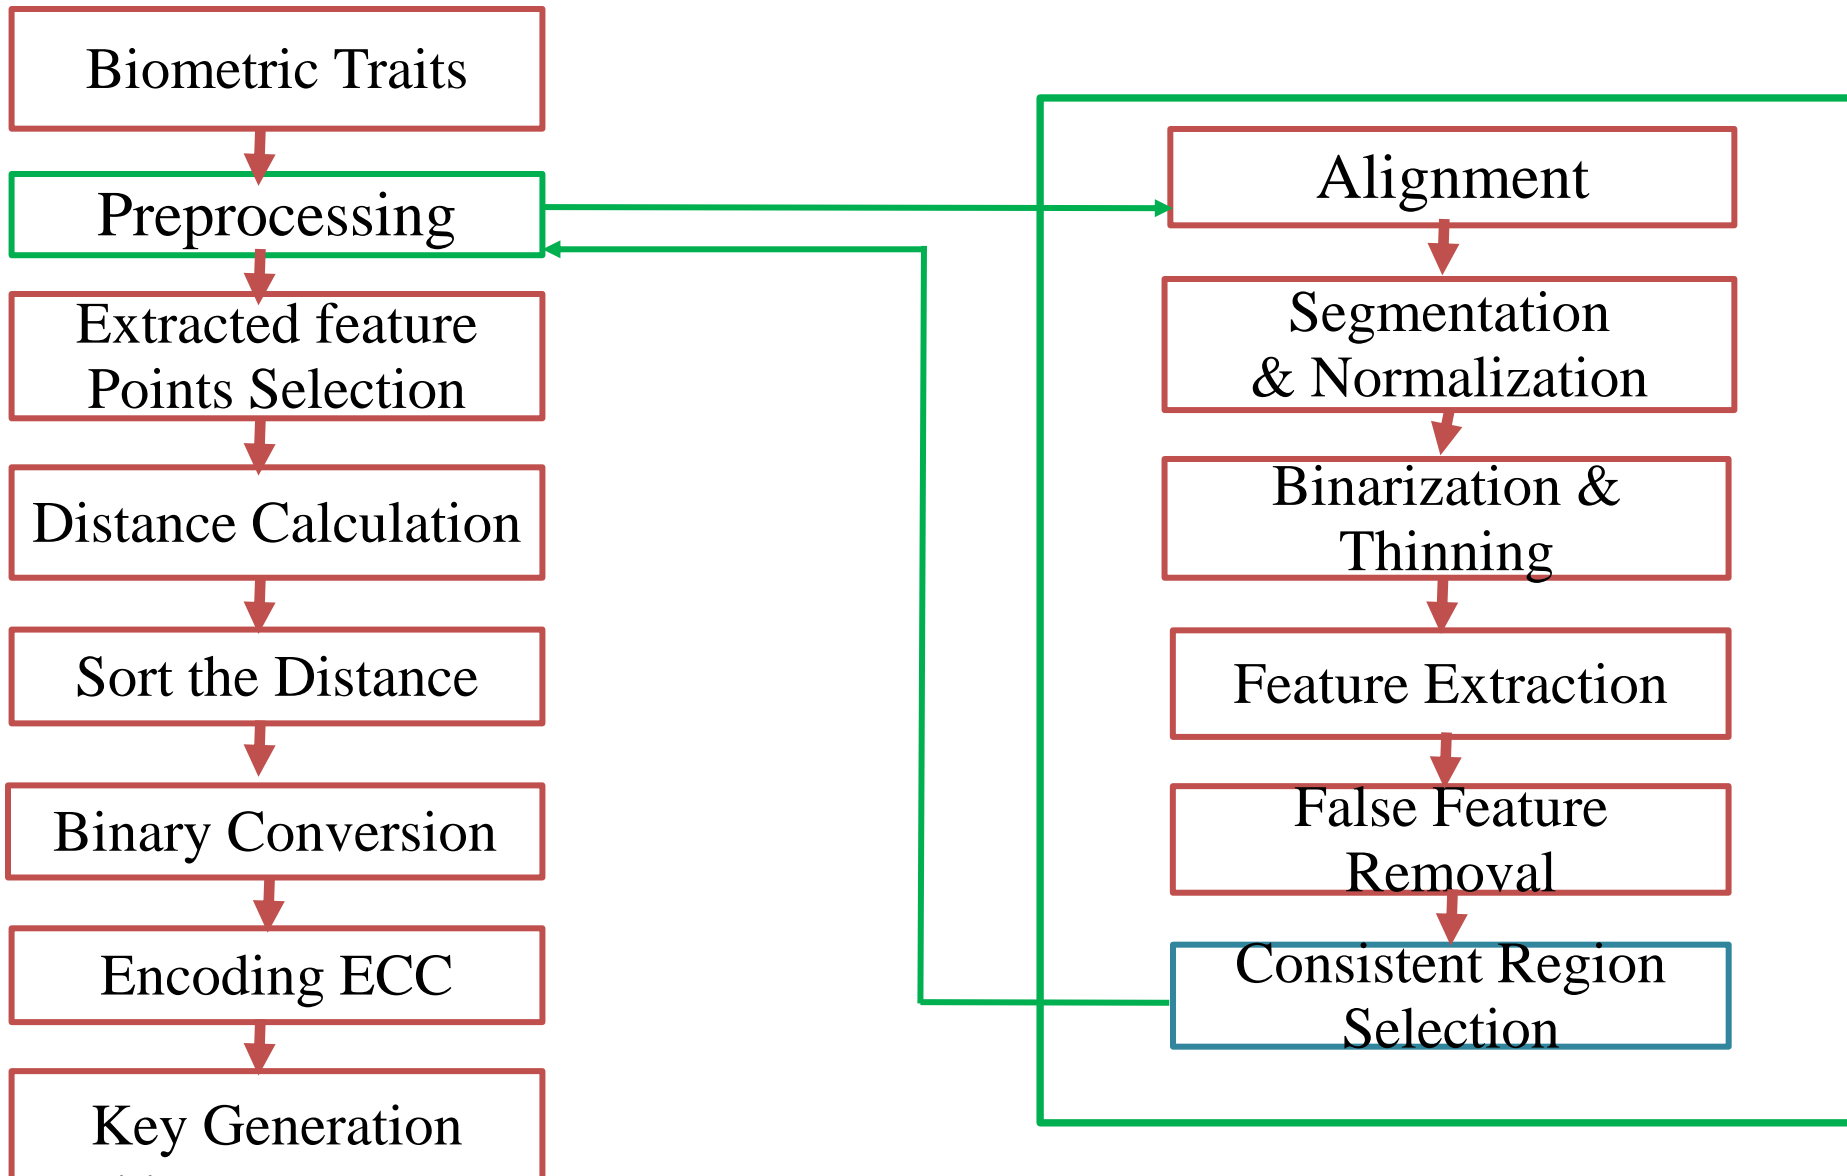 Biometric Traits
Preprocessing
Extracted feature
Points Selection
Distance Calculation
Sort the Distance
Binary Conversion
Encoding ECC
Key Generation
Alignment
Segmentation
& Normalization
Binarization &
Thinning
Feature Extraction
False Feature
Removal
Consistent Region
Selection